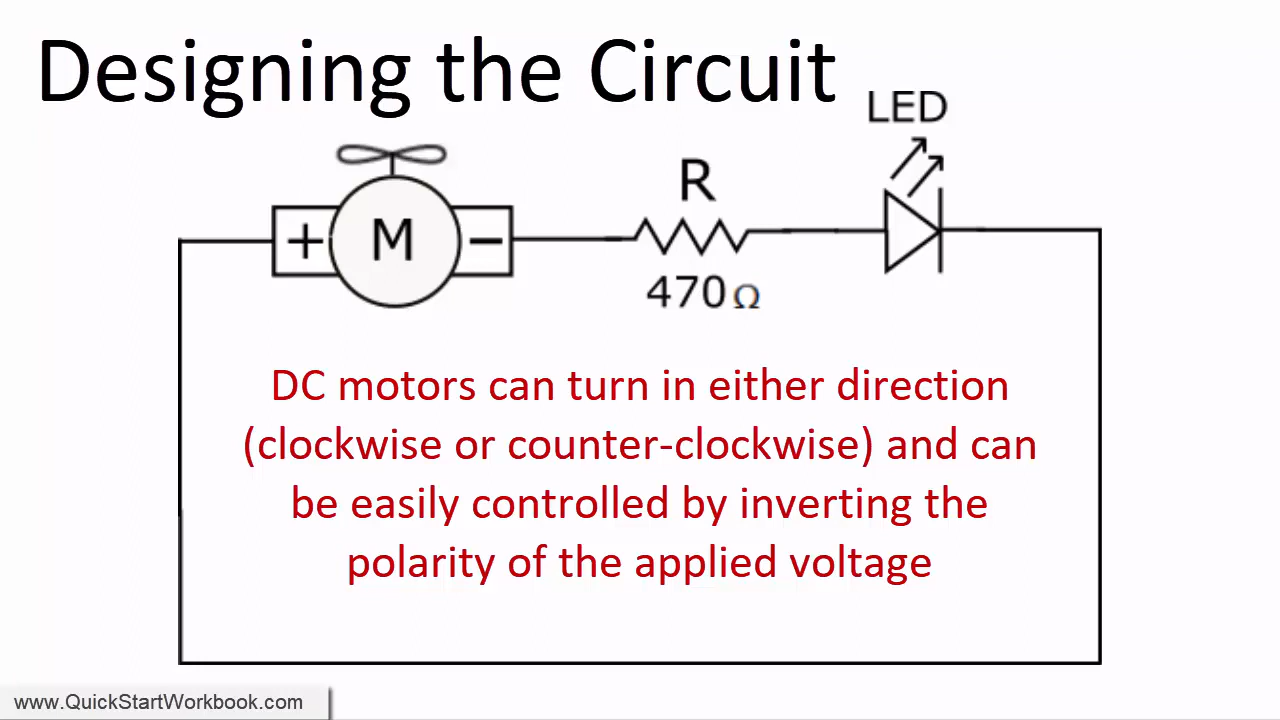 Designing the Circuit
LED
R
+ M −
470Ω
DC motors can turn in either direction
(clockwise or counter-clockwise) and can
be easily controlled by inverting the
polarity of the applied voltage
www.QuickStartWorkbook.com